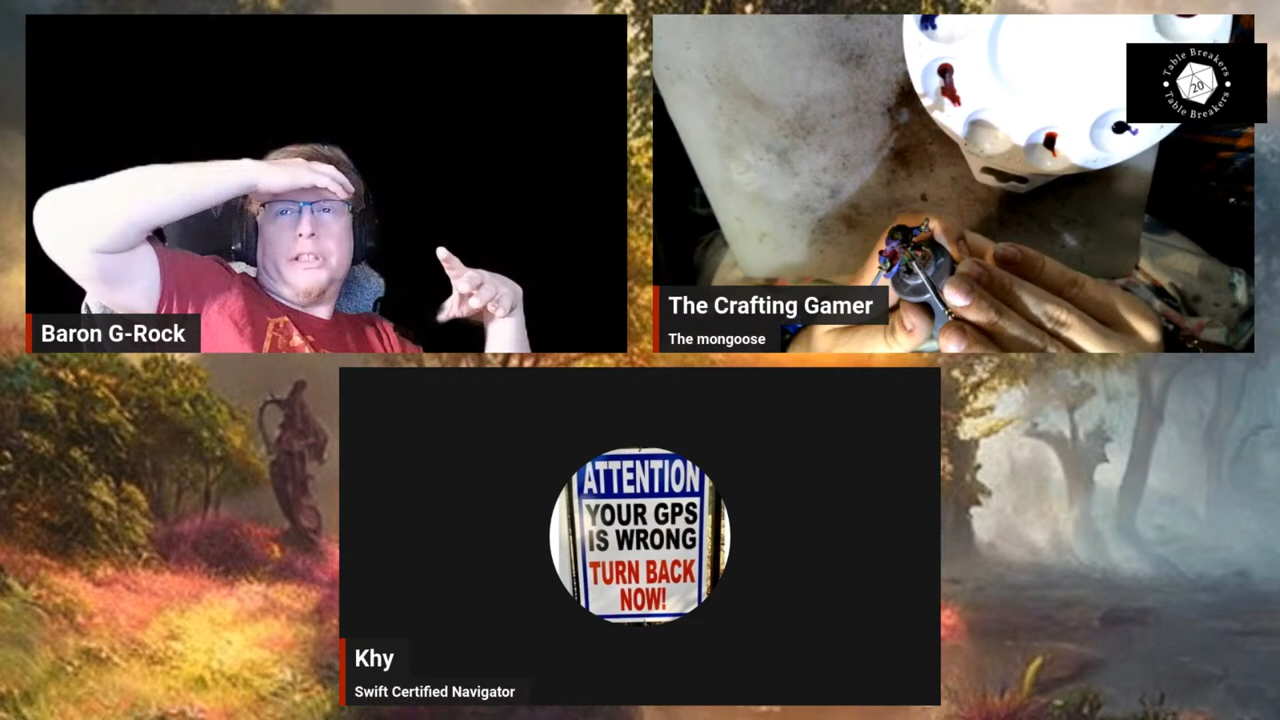 Table Breakers
20
Table Breakers
Baron G-Rock
The Crafting Gamer
The mongoose
ATTENTION
YOUR GPS
IS WRONG
TURN BACK
NOW!
Khy
Swift Certified Navigator